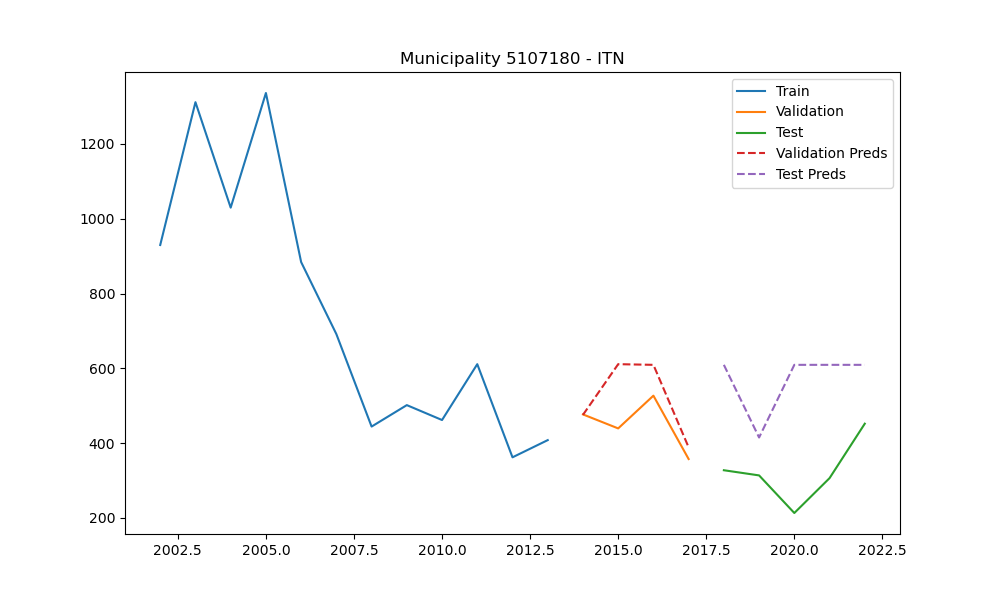 Municipality 5107180 - ITN
Train
Validation
Test
Validation Preds
Test Preds
1200
1000
800
600
400
200
2002.5 2005.0 2007.5 2010.0 2012.5 2015.0 2017.5 2020.0 2022.5